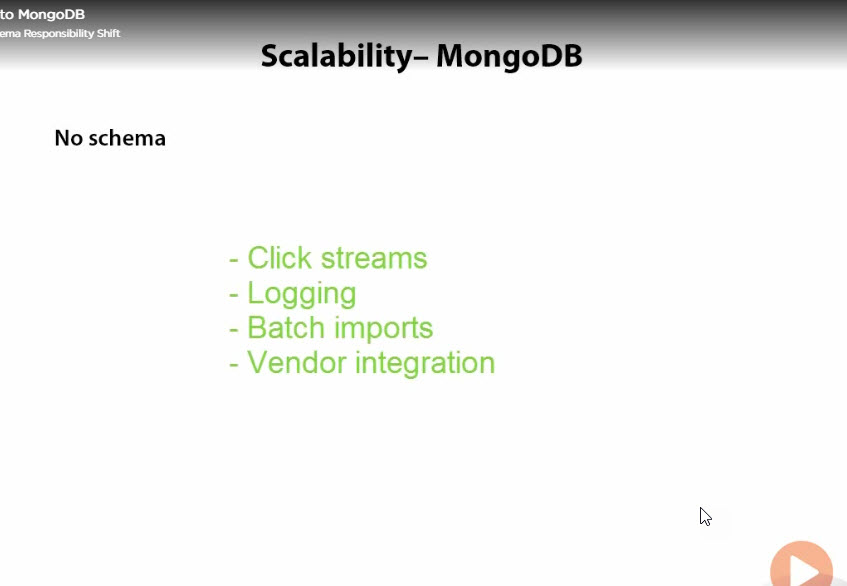 to MongoDB
ema Responsibility Shift
Scalability– MongoDB
No schema
- Click streams
- Logging
- Batch imports
- Vendor integration